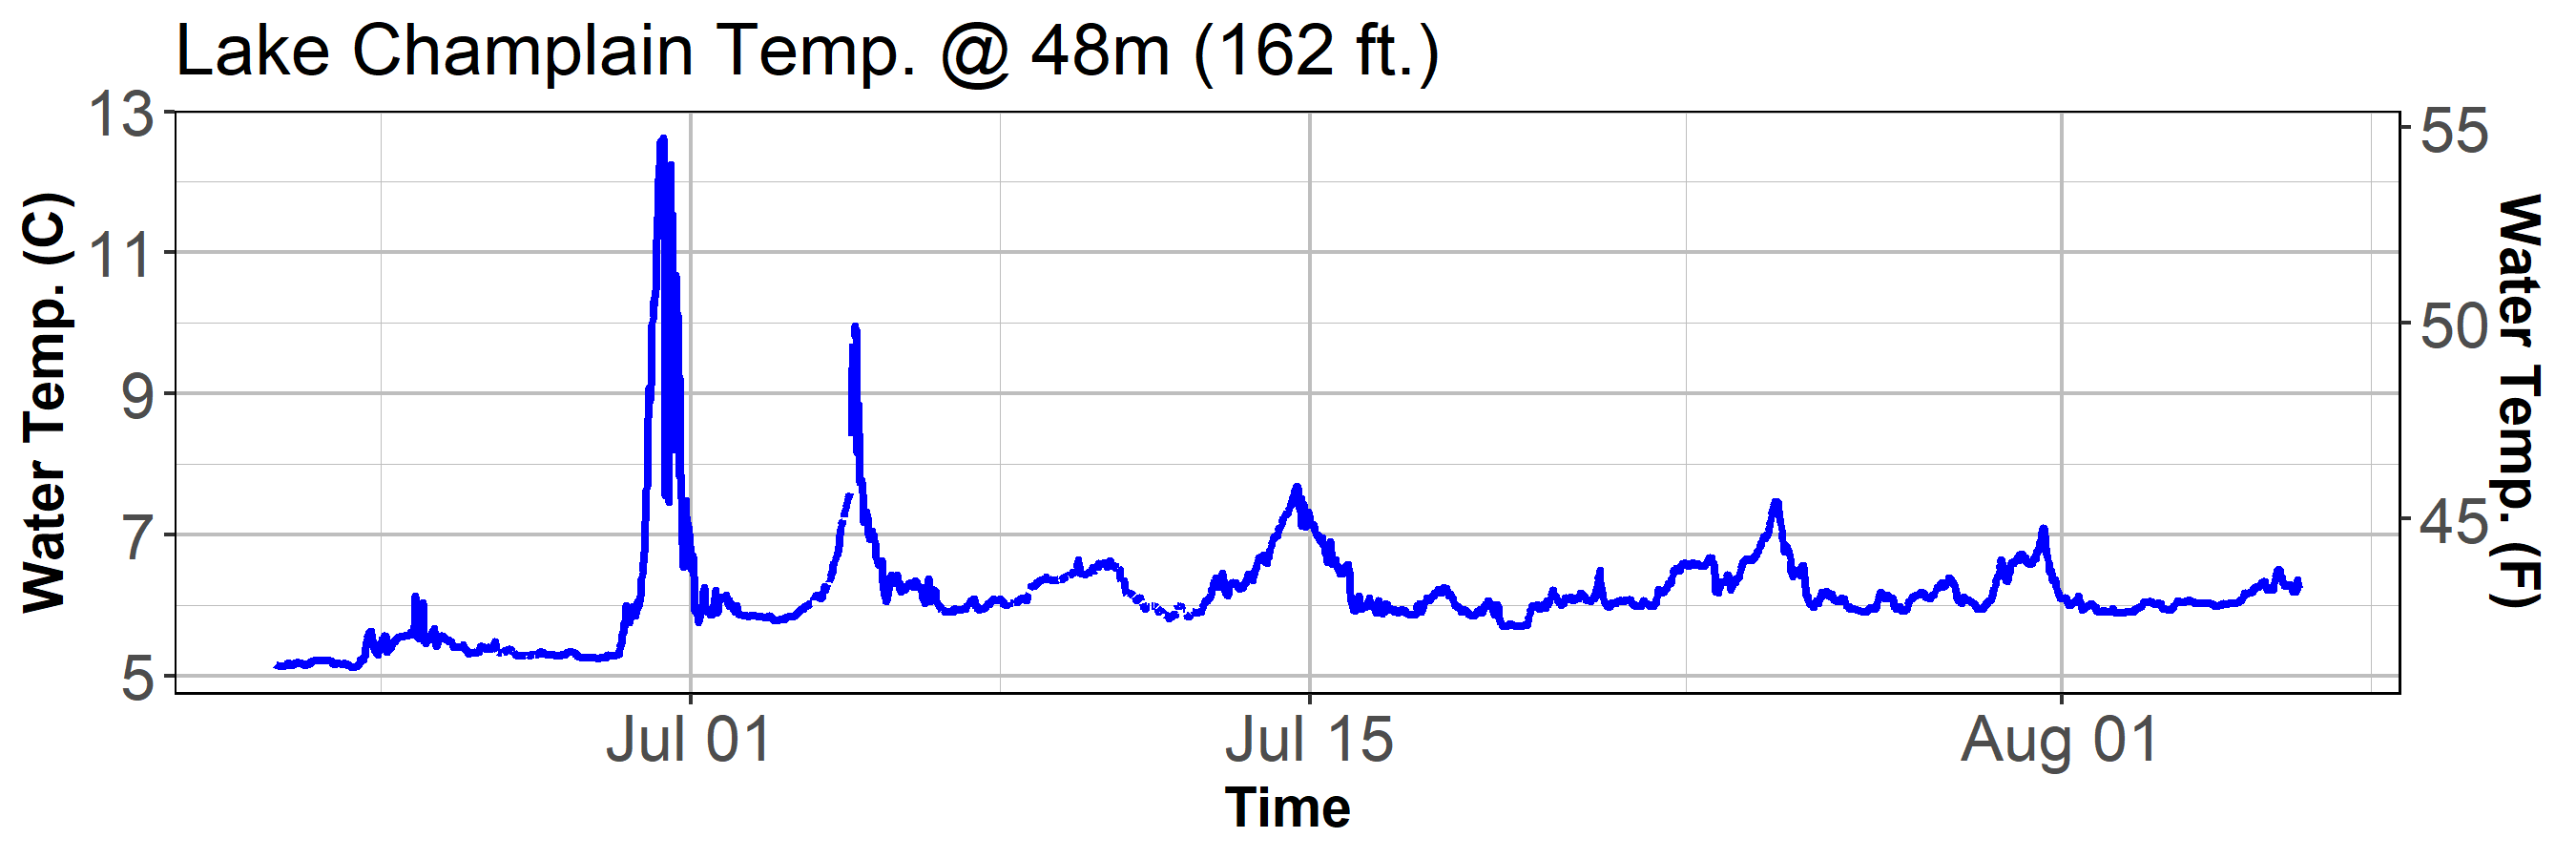 Lake Champlain Temp. @ 48m (162 ft.)
Water Temp. (C)
13
11
9
7
5
55
50
45
Water Temp. (F)
Jul 01
Jul 15
Aug 01
Time